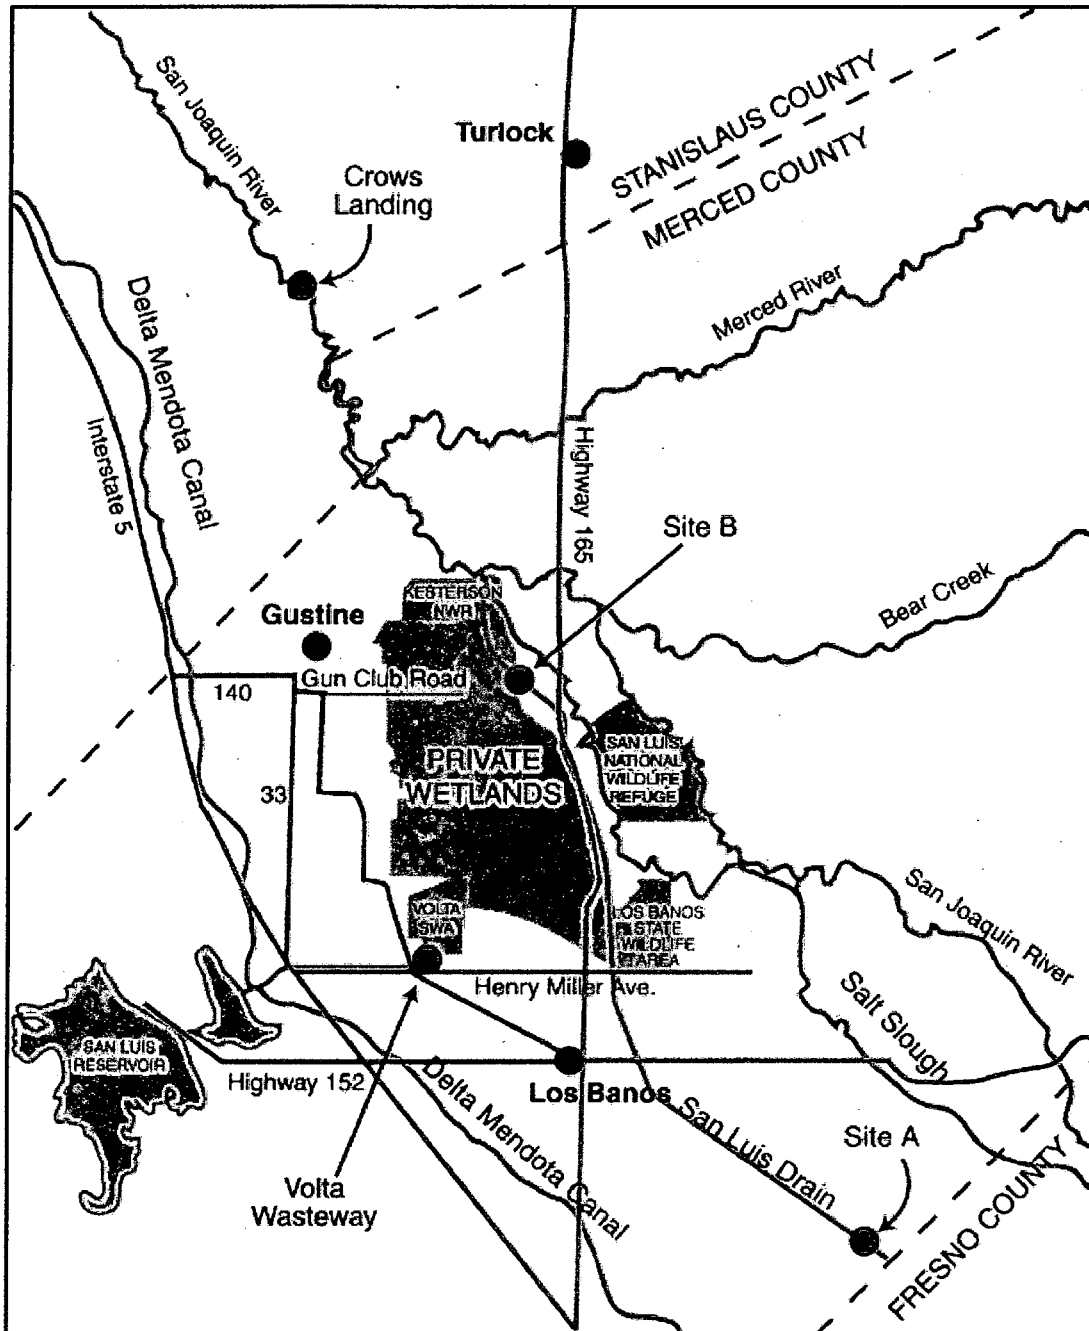 San Joaquin River
Turlock
STANISLAUS COUNTY
MERCED COUNTY
Crows
Landing
Delta Mendota Canal
Interstate 5
Merced River
Highway 165
Site B
Bear Creek
KESTERSON
NWR
Gustine
Gun Club Road
140
33
PRIVATE
WETLANDS
SAN LUIS
NATIONAL
WILDLIFE
REFUGE
VOLTA
SWA
LOS BANOS
STATE
WILDLIFE
AREA
San Joaquin River
Henry Miller Ave.
Salt Slough
SAN LUIS
RESERVOIR
Highway 152
Delta Mendota Canal
Los Banos
San Luis Drain
Site A
Volta
Wasteway
FRESNO COUNTY